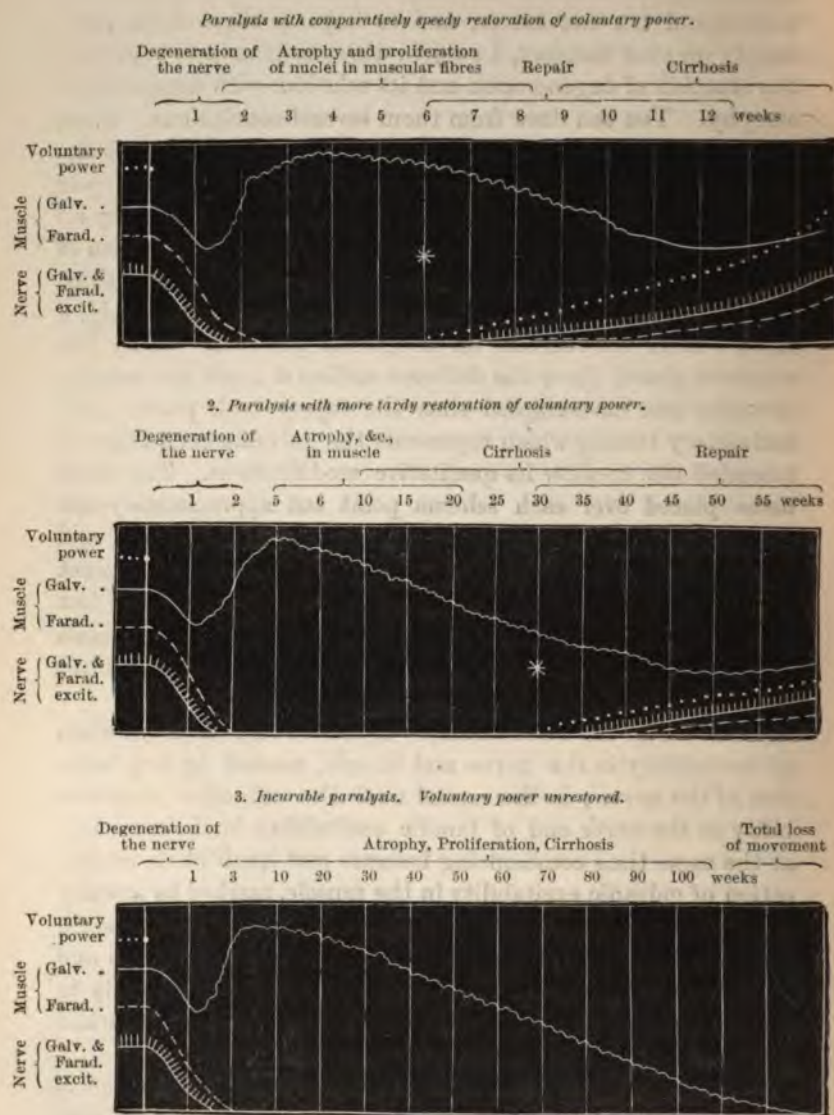 Paralysis with comparatively speedy restoration of voluntary power.
Degeneration of the nerve
Atrophy and proliferation of nuclei in muscular fibres
Repair
Cirrhosis
1 2 3 4 5 6 7 8 9 10 11 12 weeks
Voluntary power
Muscle
Galv. .
Farad. .
Nerve
Galv. & Farad. excit.
2. Paralysis with more tardy restoration of voluntary power.
Degeneration of the nerve
Atrophy, &c., in muscle
Cirrhosis
Repair
1 2 5 6 10 15 20 25 30 35 40 45 50 55 weeks
Voluntary power
Muscle
Galv. .
Farad. .
Nerve
Galv. & Farad. excit.
3. Incurable paralysis. Voluntary power unrestored.
Degeneration of the nerve
Atrophy, Proliferation, Cirrhosis
Total loss of movement
1 3 10 20 30 40 50 60 70 80 90 100 weeks
Voluntary power
Muscle
Galv. .
Farad. .
Nerve
Galv. & Farad. excit.